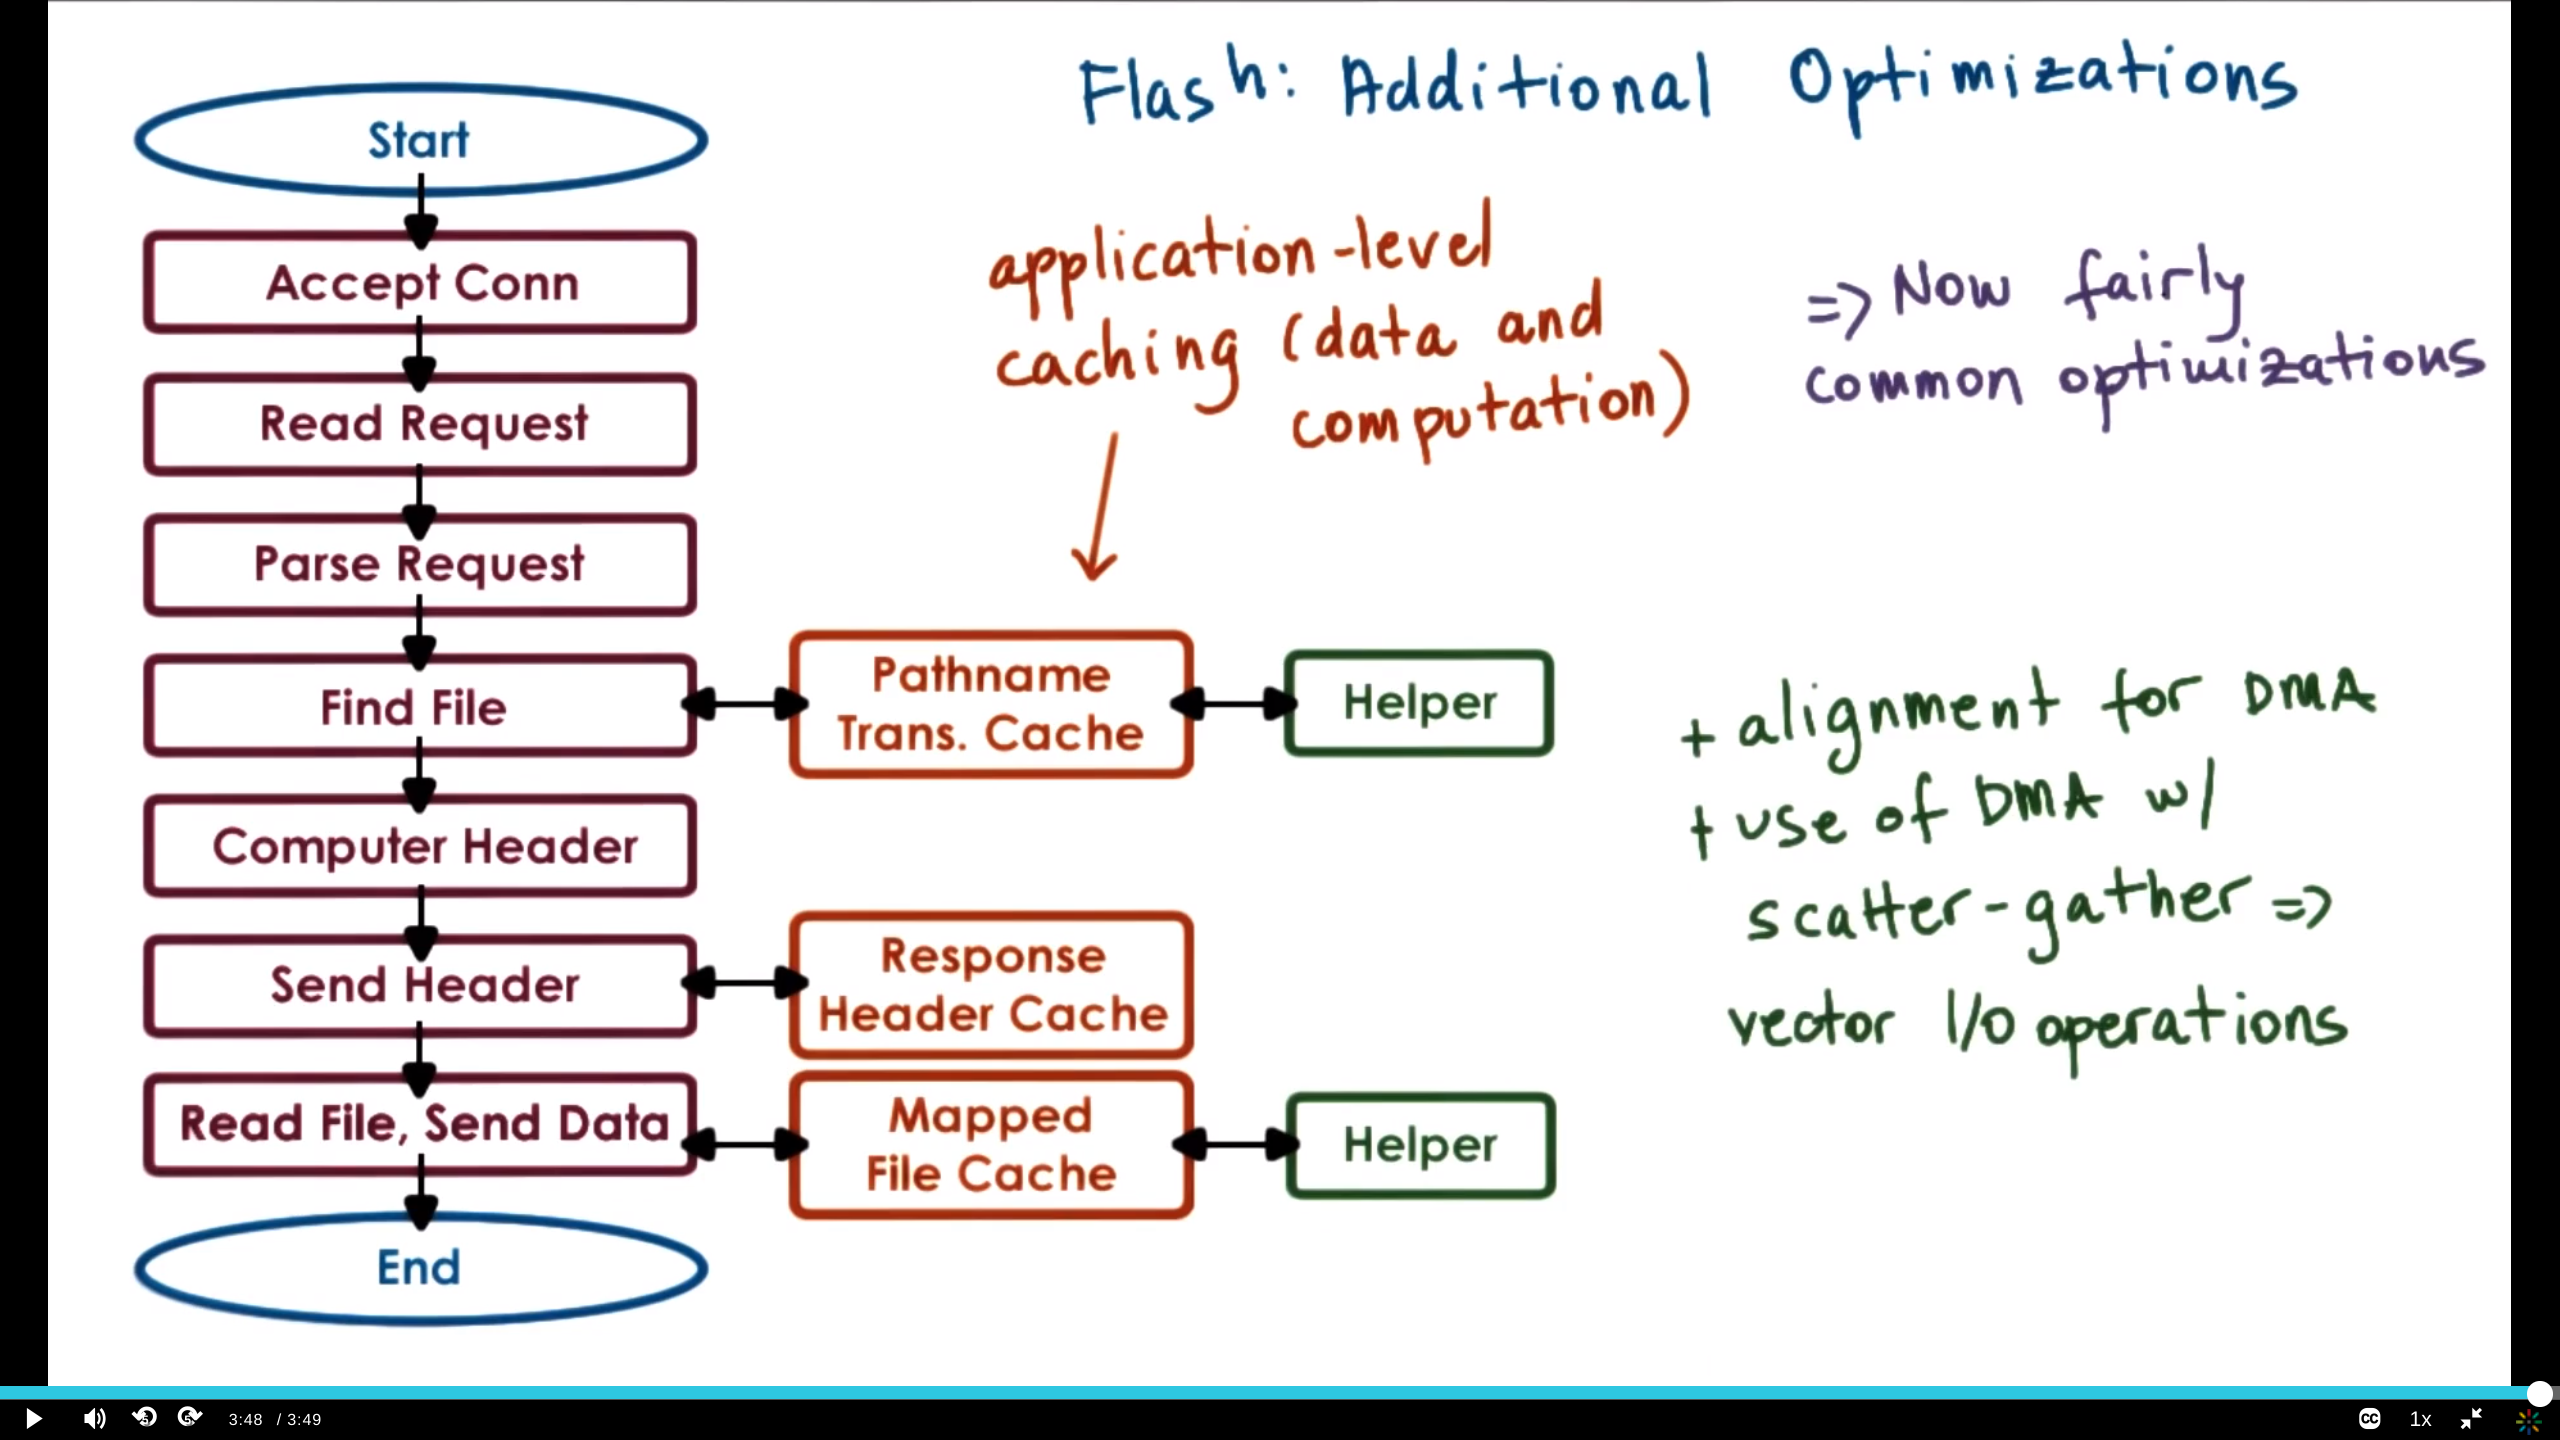 Flash: Additional Optimizations
Start
Accept Conn
Read Request
Parse Request
Find File
Computer Header
Send Header
Read File, Send Data
End
application-level
caching (data and
computation)
=> Now fairly
common optimizations
Pathname
Trans. Cache
Helper
Response
Header Cache
Mapped
File Cache
Helper
+ alignment for DMA
+ use of DMA w/
scatter-gather =>
vector I/O operations
5
5
3:48 / 3:49
CC
1x